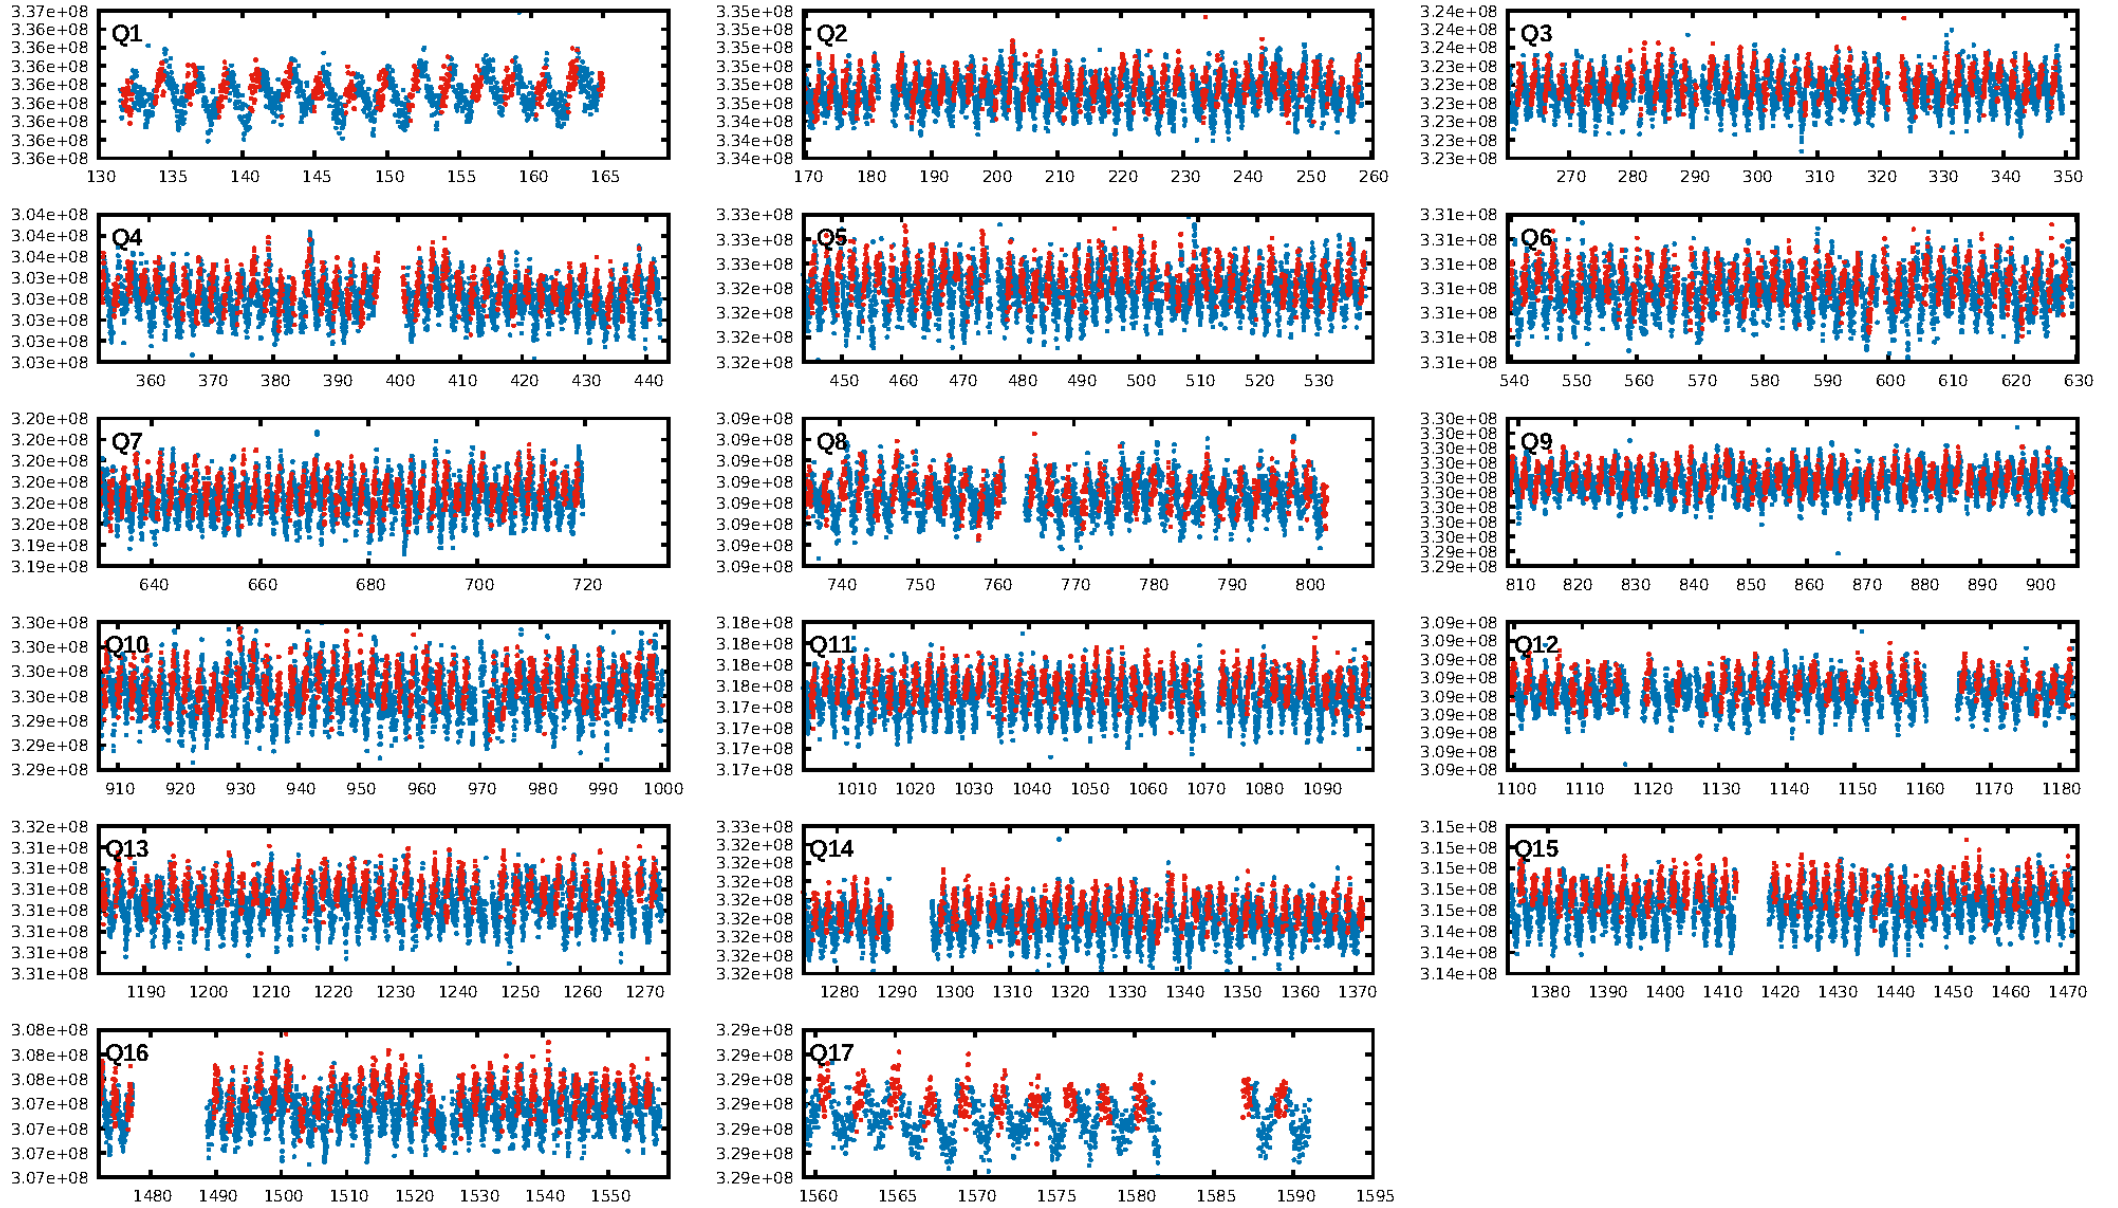 3.37e+08 3.36e+08 3.36e+08 3.36e+08 3.36e+08 3.36e+08 3.36e+08 3.36e+08 3.36e+08
Q1
130 135 140 145 150 155 160 165
3.35e+08 3.35e+08 3.35e+08 3.35e+08 3.35e+08 3.35e+08 3.34e+08 3.34e+08 3.34e+08
Q2
170 180 190 200 210 220 230 240 250 260
3.24e+08 3.24e+08 3.24e+08 3.23e+08 3.23e+08 3.23e+08 3.23e+08 3.23e+08 3.23e+08
Q3
270 280 290 300 310 320 330 340 350
3.04e+08 3.04e+08 3.04e+08 3.03e+08 3.03e+08 3.03e+08 3.03e+08 3.03e+08
Q4
360 370 380 390 400 410 420 430 440
3.33e+08 3.33e+08 3.33e+08 3.32e+08 3.32e+08 3.32e+08 3.32e+08
Q5
450 460 470 480 490 500 510 520 530
3.31e+08 3.31e+08 3.31e+08 3.31e+08 3.31e+08 3.31e+08 3.31e+08
Q6
540 550 560 570 580 590 600 610 620 630
3.20e+08 3.20e+08 3.20e+08 3.20e+08 3.20e+08 3.20e+08 3.19e+08 3.19e+08
Q7
640 660 680 700 720
3.09e+08 3.09e+08 3.09e+08 3.09e+08 3.09e+08 3.09e+08 3.09e+08 3.09e+08
Q8
740 750 760 770 780 790 800
3.30e+08 3.30e+08 3.30e+08 3.30e+08 3.30e+08 3.30e+08 3.30e+08 3.30e+08 3.30e+08 3.29e+08 3.29e+08
Q9
810 820 830 840 850 860 870 880 890 900
3.30e+08 3.30e+08 3.30e+08 3.30e+08 3.29e+08 3.29e+08 3.29e+08
Q10
910 920 930 940 950 960 970 980 990 1000
3.18e+08 3.18e+08 3.18e+08 3.18e+08 3.17e+08 3.17e+08 3.17e+08 3.17e+08
Q11
1010 1020 1030 1040 1050 1060 1070 1080 1090
3.09e+08 3.09e+08 3.09e+08 3.09e+08 3.09e+08 3.09e+08 3.09e+08 3.09e+08 3.09e+08
Q12
1100 1110 1120 1130 1140 1150 1160 1170 1180
3.32e+08 3.31e+08 3.31e+08 3.31e+08 3.31e+08 3.31e+08 3.31e+08 3.31e+08
Q13
1190 1200 1210 1220 1230 1240 1250 1260 1270
3.33e+08 3.32e+08 3.32e+08 3.32e+08 3.32e+08 3.32e+08 3.32e+08 3.32e+08 3.32e+08
Q14
1280 1290 1300 1310 1320 1330 1340 1350 1360 1370
3.15e+08 3.15e+08 3.15e+08 3.15e+08 3.15e+08 3.14e+08 3.14e+08 3.14e+08
Q15
1380 1390 1400 1410 1420 1430 1440 1450 1460 1470
3.08e+08 3.08e+08 3.08e+08 3.07e+08 3.07e+08 3.07e+08 3.07e+08
Q16
1480 1490 1500 1510 1520 1530 1540 1550
3.29e+08 3.29e+08 3.29e+08 3.29e+08 3.29e+08 3.29e+08 3.29e+08
Q17
1560 1565 1570 1575 1580 1585 1590 1595